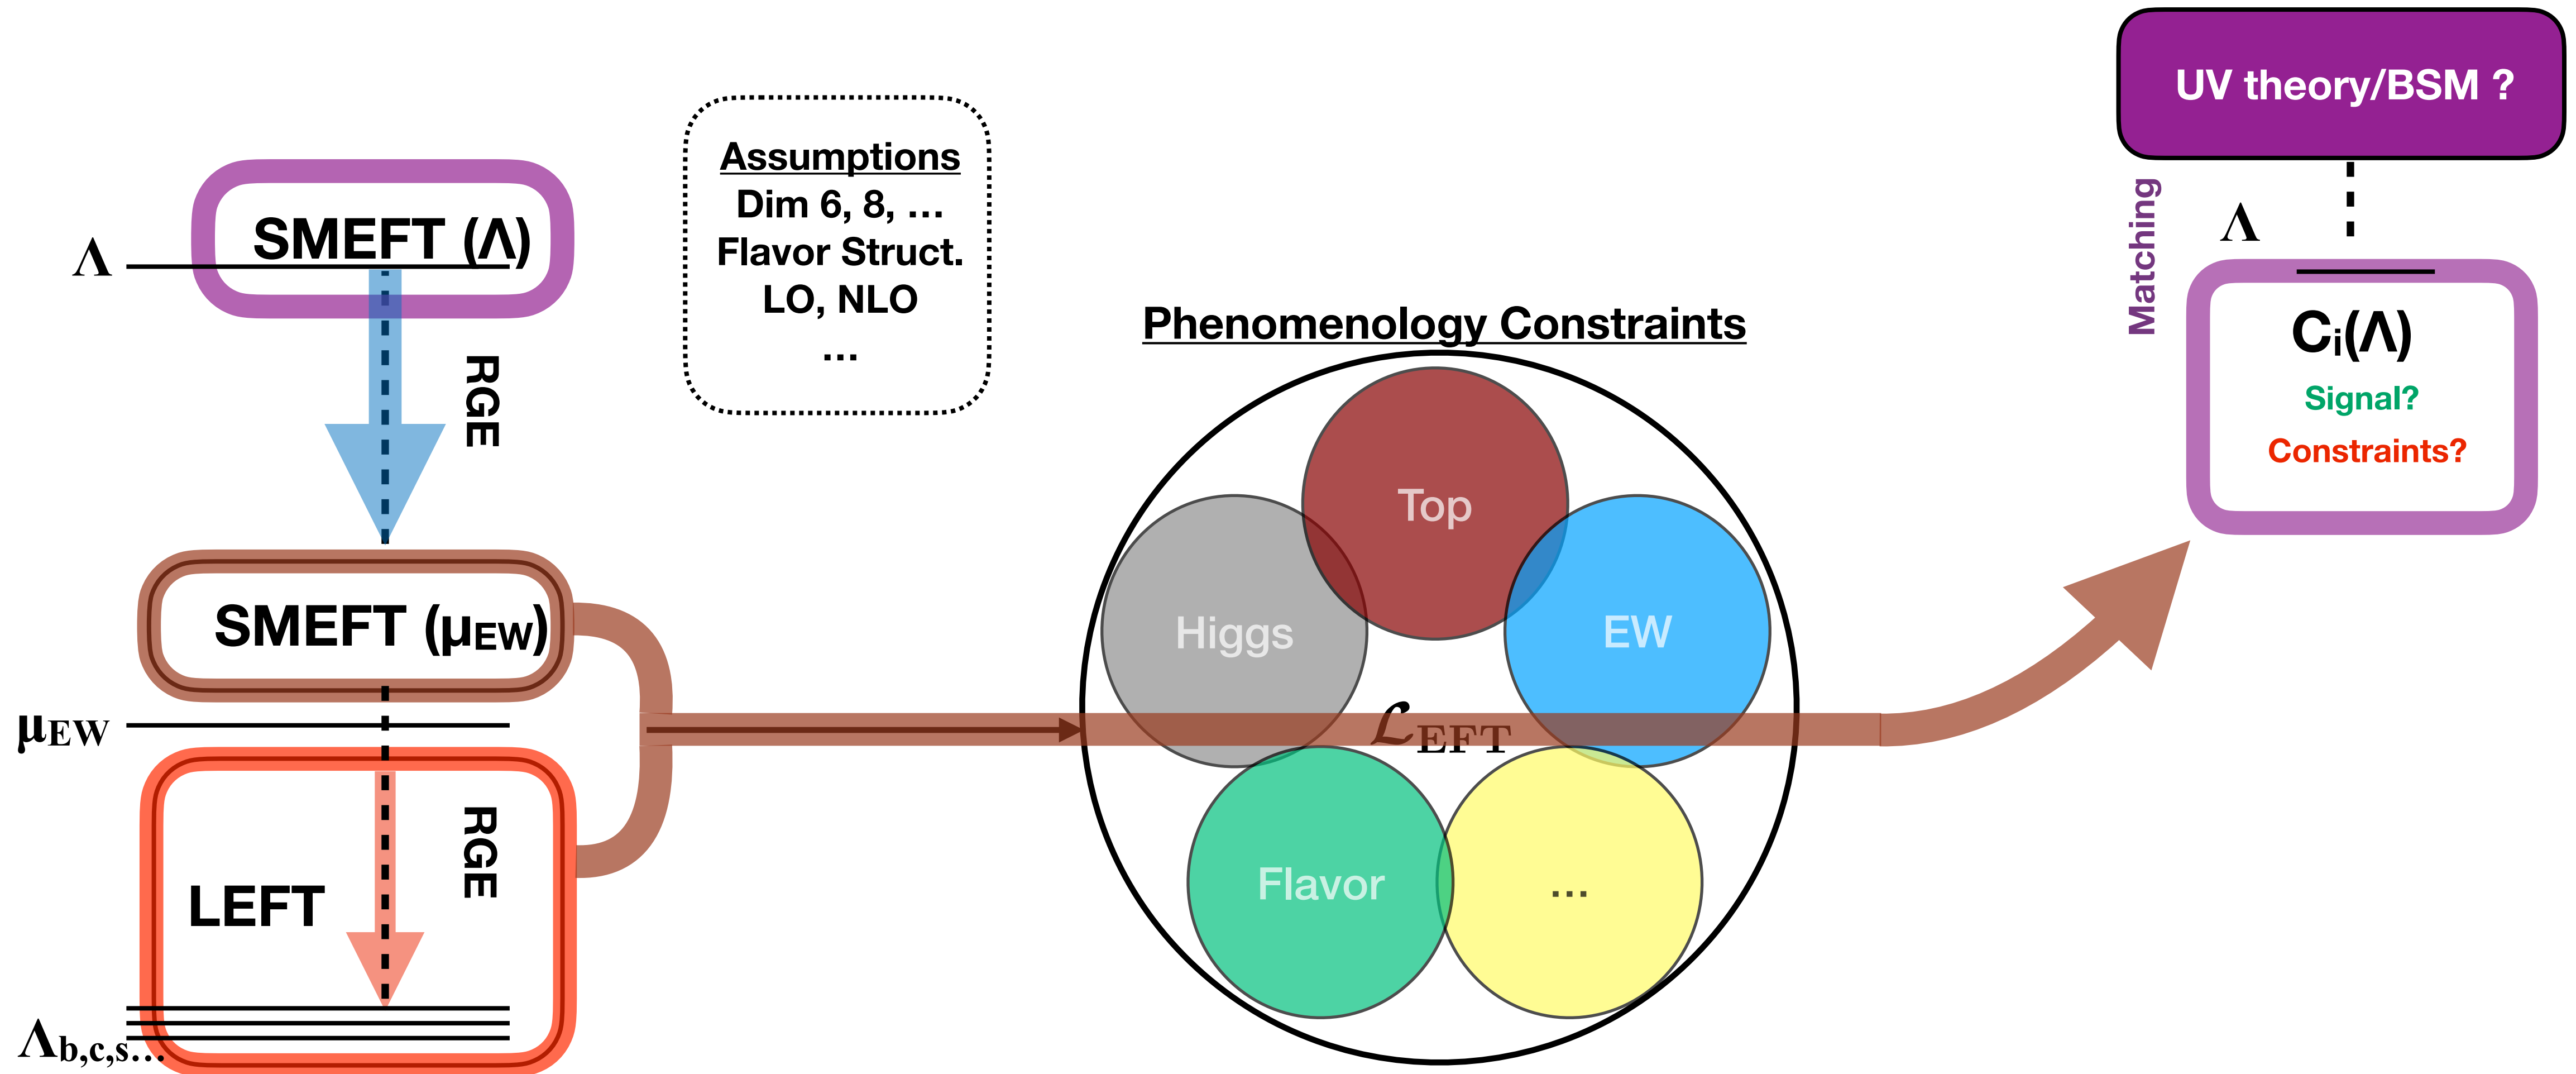 SMEFT (Λ)
Λ
RGE
SMEFT (μEW)
μEW
LEFT
RGE
Λb,c,s...
Assumptions
Dim 6, 8, ...
Flavor Struct.
LO, NLO
...
Phenomenology Constraints
Top
Higgs
EW
ℒEFT
Flavor
...
UV theory/BSM ?
Matching
Λ
Ci(Λ)
Signal?
Constraints?